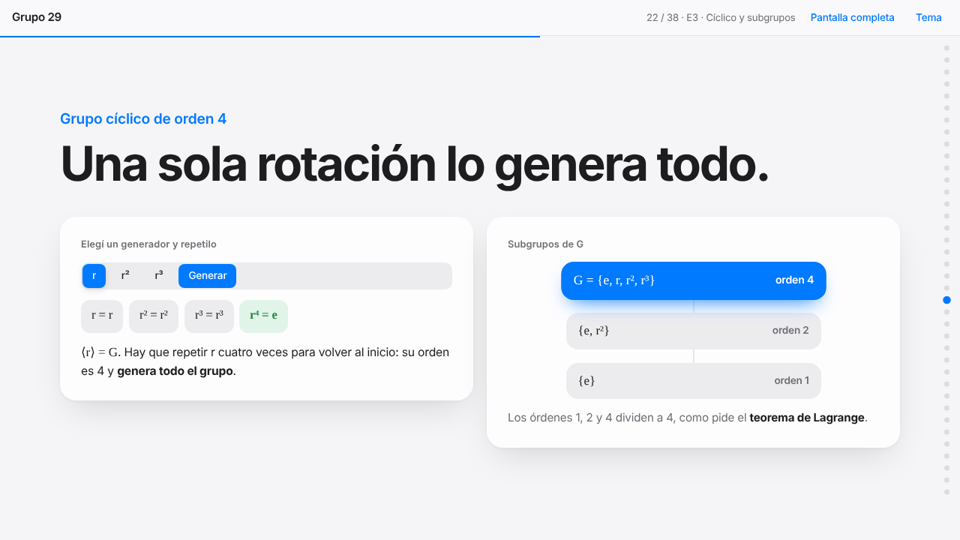 Grupo 29
22 / 38 · E3 · Cíclico y subgrupos
Pantalla completa
Tema
Grupo cíclico de orden 4
Una sola rotación lo genera todo.
Elegí un generador y repetilo
r r² r³ Generar
r = r r² = r² r³ = r³ r⁴ = e
⟨r⟩ = G. Hay que repetir r cuatro veces para volver al inicio: su orden
es 4 y genera todo el grupo.
Subgrupos de G
G = {e, r, r², r³} orden 4
{e, r²} orden 2
{e} orden 1
Los órdenes 1, 2 y 4 dividen a 4, como pide el teorema de Lagrange.